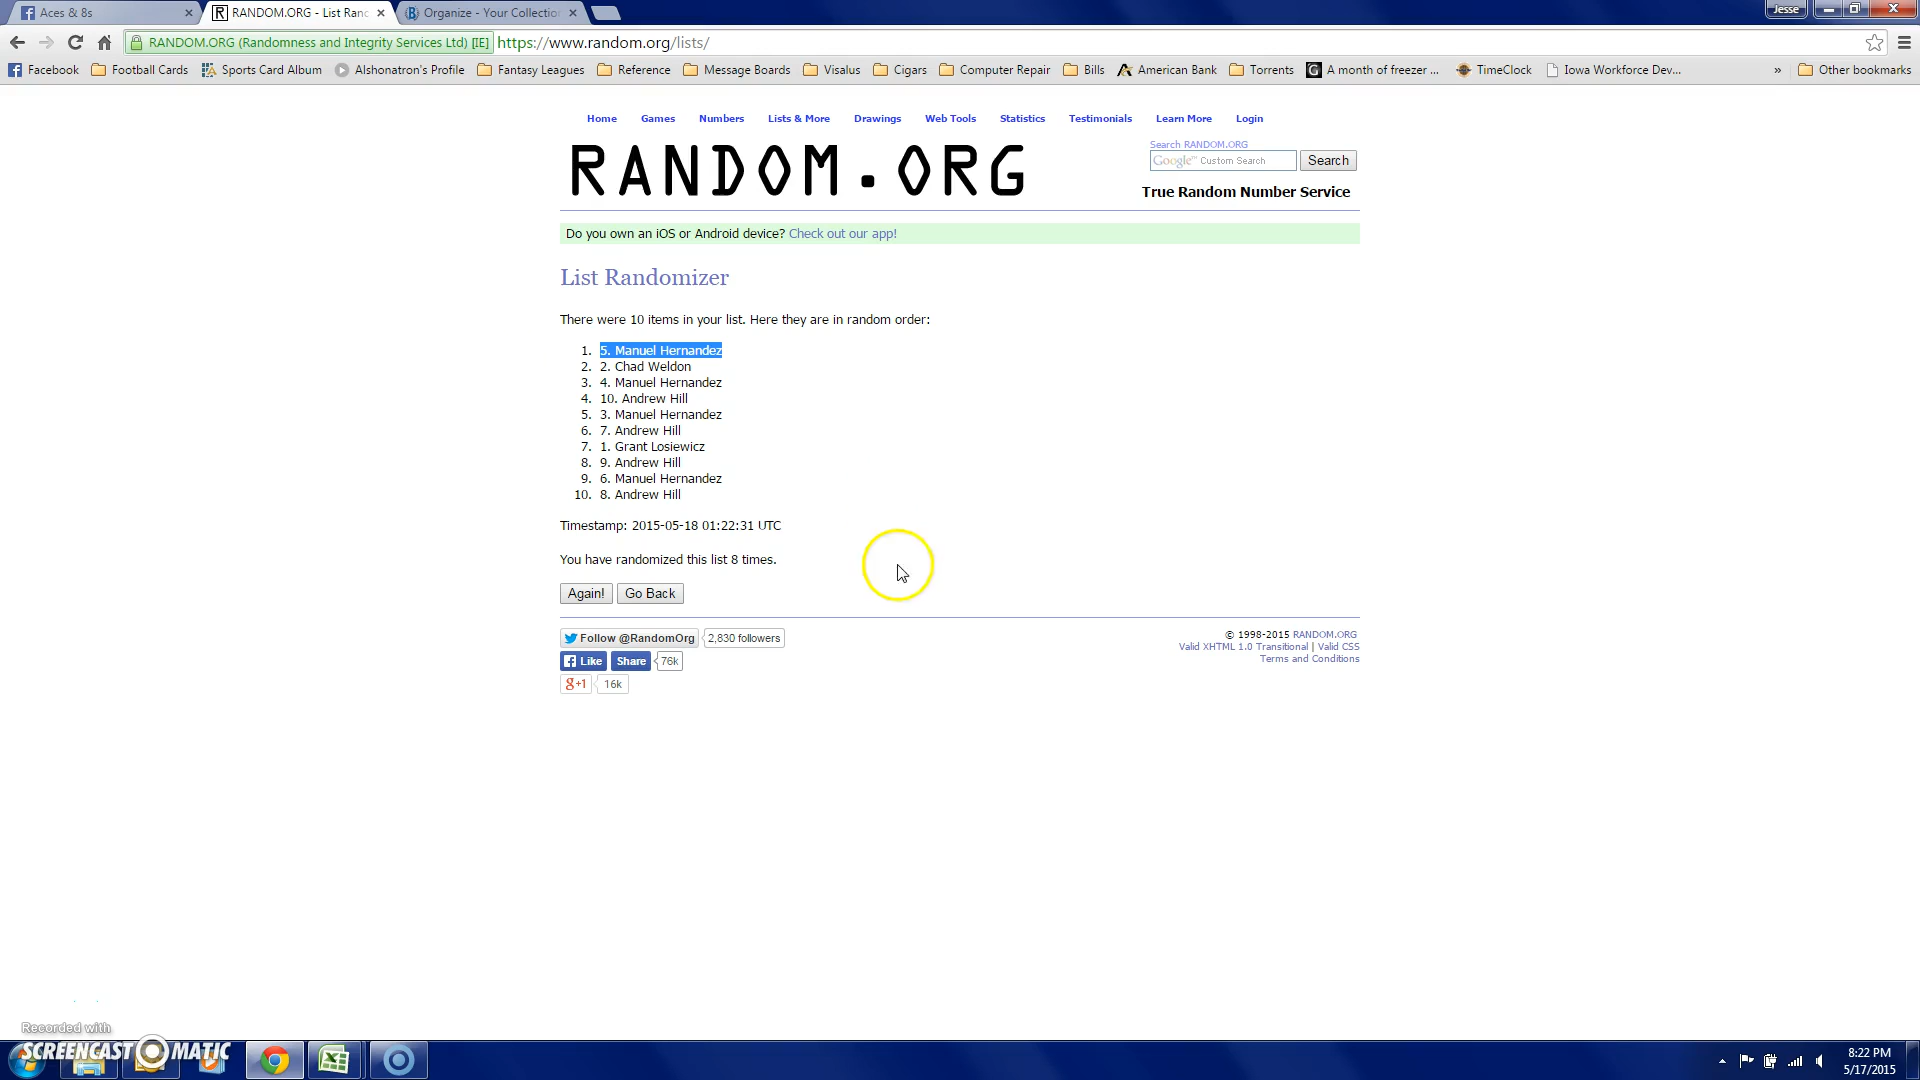 Aces & 8s
RANDOM.ORG - List Ran
Organize - Your Collectio
Jesse
RANDOM.ORG (Randomness and Integrity Services Ltd) [IE]
https://www.random.org/lists/
Facebook
Football Cards
Sports Card Album
Alshonatron's Profile
Fantasy Leagues
Reference
Message Boards
Visalus
Cigars
Computer Repair
Bills
American Bank
Torrents
A month of freezer ...
TimeClock
Iowa Workforce Dev...
»
Other bookmarks
Home
Games
Numbers
Lists & More
Drawings
Web Tools
Statistics
Testimonials
Learn More
Login
RANDOM.ORG
Search RANDOM.ORG
Google™ Custom Search
Search
True Random Number Service
Do you own an iOS or Android device? Check out our app!
List Randomizer
There were 10 items in your list. Here they are in random order:
1. 5. Manuel Hernandez
2. 2. Chad Weldon
3. 4. Manuel Hernandez
4. 10. Andrew Hill
5. 3. Manuel Hernandez
6. 7. Andrew Hill
7. 1. Grant Losiewicz
8. 9. Andrew Hill
9. 6. Manuel Hernandez
10. 8. Andrew Hill
Timestamp: 2015-05-18 01:22:31 UTC
You have randomized this list 8 times.
Again!
Go Back
Follow @RandomOrg
2,830 followers
Like
Share
76k
g+1
16k
© 1998-2015 RANDOM.ORG
Valid XHTML 1.0 Transitional | Valid CSS
Terms and Conditions
Recorded with
SCREENCAST MATIC
8:22 PM
5/17/2015